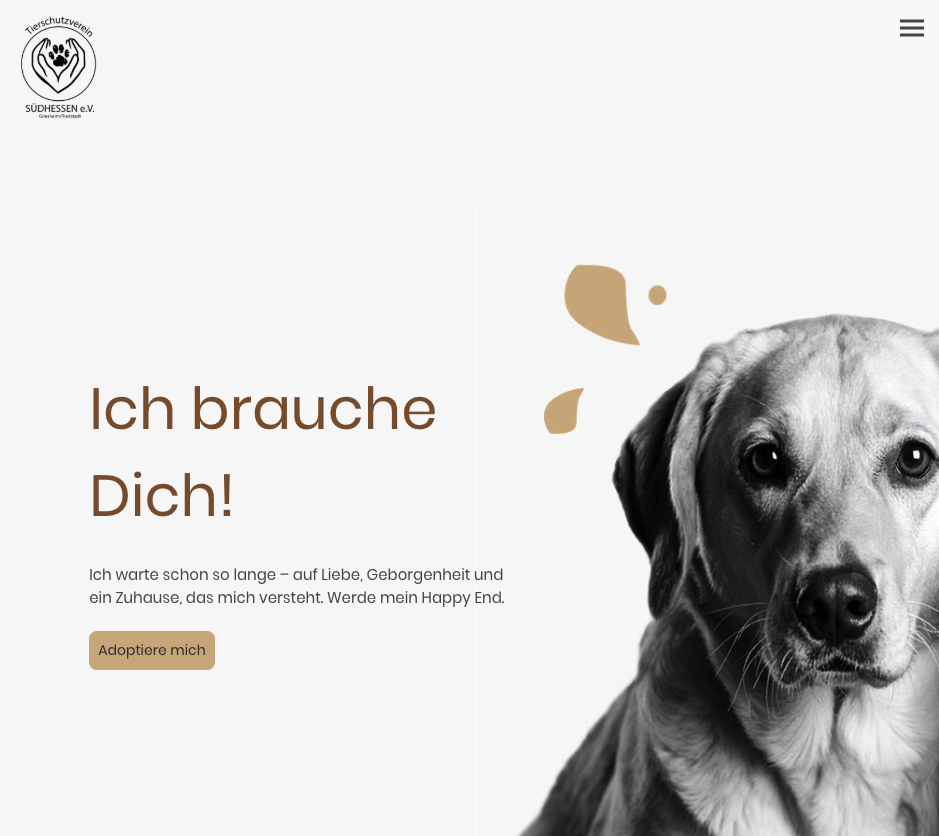 Tierschutzverein
SÜDHESSEN e.V.
Griesheim/Riedstadt
Ich brauche
Dich!
Ich warte schon so lange – auf Liebe, Geborgenheit und
ein Zuhause, das mich versteht. Werde mein Happy End.
Adoptiere mich